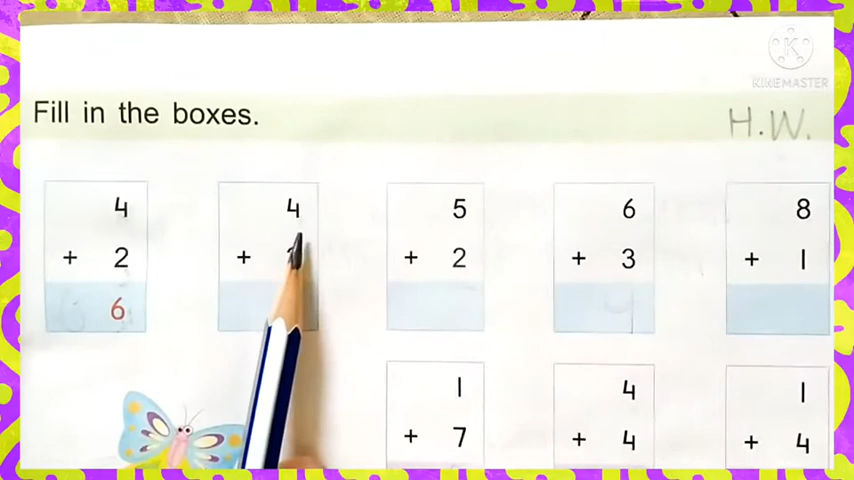 KINEMASTER
Fill in the boxes.
H.W.
4 4 5 6 8
+ 2 + + 2 + 3 + 1
6
1 4 1
+ 7 + 4 + 4